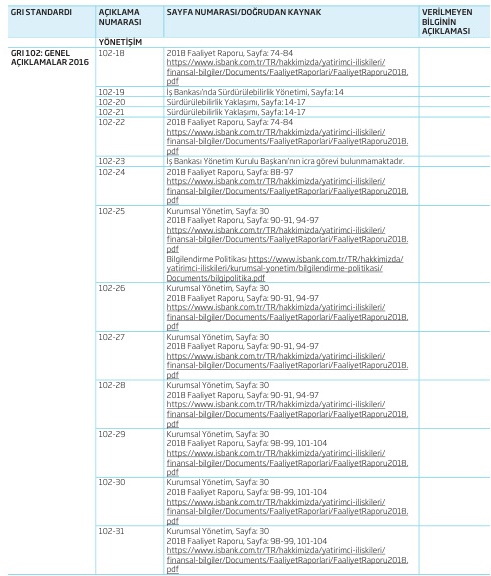 GRI STANDARDI
AÇIKLAMA NUMARASI
SAYFA NUMARASI/DOĞRUDAN KAYNAK
VERİLMEYEN BİLGİNİN AÇIKLAMASI
YÖNETİŞİM
GRI 102: GENEL AÇIKLAMALAR 2016
102-18
2018 Faaliyet Raporu, Sayfa: 74-84
https://www.isbank.com.tr/TR/hakkimizda/yatirimci-iliskileri/
finansal-bilgiler/Documents/FaaliyetRaporlari/FaaliyetRaporu2018.
pdf
102-19
İş Bankası'nda Sürdürülebilirlik Yönetimi, Sayfa:14
102-20
Sürdürülebilirlik Yaklaşımı, Sayfa: 14-17
102-21
Sürdürülebilirlik Yaklaşımı, Sayfa: 14-17
102-22
2018 Faaliyet Raporu, Sayfa: 74-84
https://www.isbank.com.tr/TR/hakkimizda/yatirimci-iliskileri/
finansal-bilgiler/Documents/FaaliyetRaporlari/FaaliyetRaporu2018.
pdf
102-23
İş Bankası Yönetim Kurulu Başkanı'nın icra görevi bulunmamaktadır.
102-24
2018 Faaliyet Raporu, Sayfa: 88-97
https://www.isbank.com.tr/TR/hakkimizda/yatirimci-iliskileri/
finansal-bilgiler/Documents/FaaliyetRaporlari/FaaliyetRaporu2018.
pdf
102-25
Kurumsal Yönetim, Sayfa: 30
2018 Faaliyet Raporu, Sayfa: 90-91, 94-97
https://www.isbank.com.tr/TR/hakkimizda/yatirimci-iliskileri/
finansal-bilgiler/Documents/FaaliyetRaporlari/FaaliyetRaporu2018.
pdf
Bilgilendirme Politikası https://www.isbank.com.tr/TR/hakkimizda/
yatirimci-iliskileri/kurumsal-yonetim/bilgilendirme-politikasi/
Documents/bilgipolitika.pdf
102-26
Kurumsal Yönetim, Sayfa: 30
2018 Faaliyet Raporu, Sayfa: 90-91, 94-97
https://www.isbank.com.tr/TR/hakkimizda/yatirimci-iliskileri/
finansal-bilgiler/Documents/FaaliyetRaporlari/FaaliyetRaporu2018.
pdf
102-27
Kurumsal Yönetim, Sayfa: 30
2018 Faaliyet Raporu, Sayfa: 90-91, 94-97
https://www.isbank.com.tr/TR/hakkimizda/yatirimci-iliskileri/
finansal-bilgiler/Documents/FaaliyetRaporlari/FaaliyetRaporu2018.
pdf
102-28
Kurumsal Yönetim, Sayfa: 30
2018 Faaliyet Raporu, Sayfa: 90-91, 94-97
https://www.isbank.com.tr/TR/hakkimizda/yatirimci-iliskileri/
finansal-bilgiler/Documents/FaaliyetRaporlari/FaaliyetRaporu2018.
pdf
102-29
Kurumsal Yönetim, Sayfa: 30
2018 Faaliyet Raporu, Sayfa: 98-99, 101-104
https://www.isbank.com.tr/TR/hakkimizda/yatirimci-iliskileri/
finansal-bilgiler/Documents/FaaliyetRaporlari/FaaliyetRaporu2018.
pdf
102-30
Kurumsal Yönetim, Sayfa: 30
2018 Faaliyet Raporu, Sayfa: 98-99, 101-104
https://www.isbank.com.tr/TR/hakkimizda/yatirimci-iliskileri/
finansal-bilgiler/Documents/FaaliyetRaporlari/FaaliyetRaporu2018.
pdf
102-31
Kurumsal Yönetim, Sayfa: 30
2018 Faaliyet Raporu, Sayfa: 98-99, 101-104
https://www.isbank.com.tr/TR/hakkimizda/yatirimci-iliskileri/
finansal-bilgiler/Documents/FaaliyetRaporlari/FaaliyetRaporu2018.
pdf